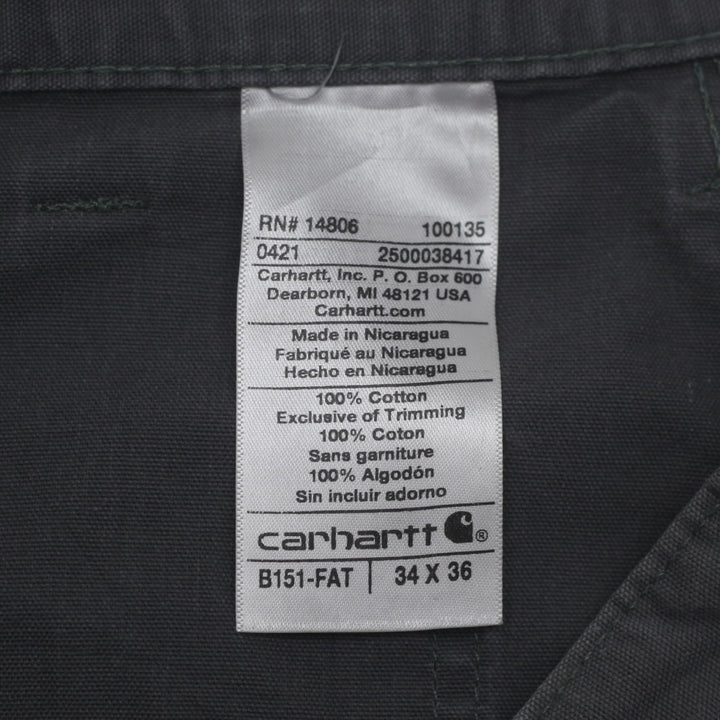 RN# 14806 100135
0421 2500038417
Carhartt, Inc. P. O. Box 600
Dearborn, MI 48121 USA
Carhartt.com
Made in Nicaragua
Fabriqué au Nicaragua
Hecho en Nicaragua
100% Cotton
Exclusive of Trimming
100% Coton
Sans garniture
100% Algodón
Sin incluir adorno
carhartt ®
B151-FAT | 34 X 36